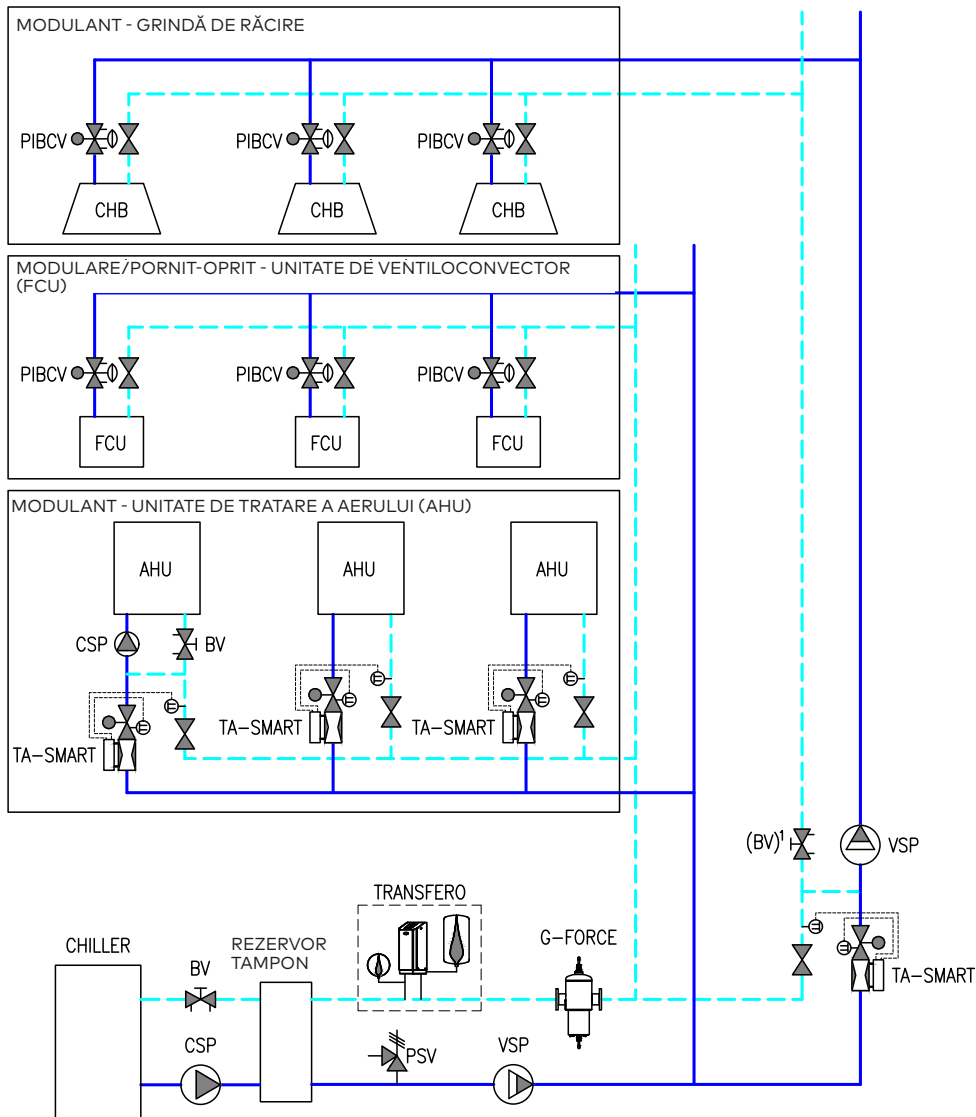 MODULANT - GRINDĂ DE RĂCIRE
PIBCV
PIBCV
PIBCV
CHB
CHB
CHB
MODULARE/PORNIT-OPRIT - UNITATE DE VENTILOCONVECTOR
(FCU)
PIBCV
PIBCV
PIBCV
FCU
FCU
FCU
MODULANT - UNITATE DE TRATARE A AERULUI (AHU)
AHU
AHU
AHU
CSP
BV
TA-SMART
TA-SMART
TA-SMART
(BV)¹
VSP
TA-SMART
TRANSFERO
G-FORCE
CHILLER
BV
REZERVOR
TAMPON
CSP
PSV
VSP